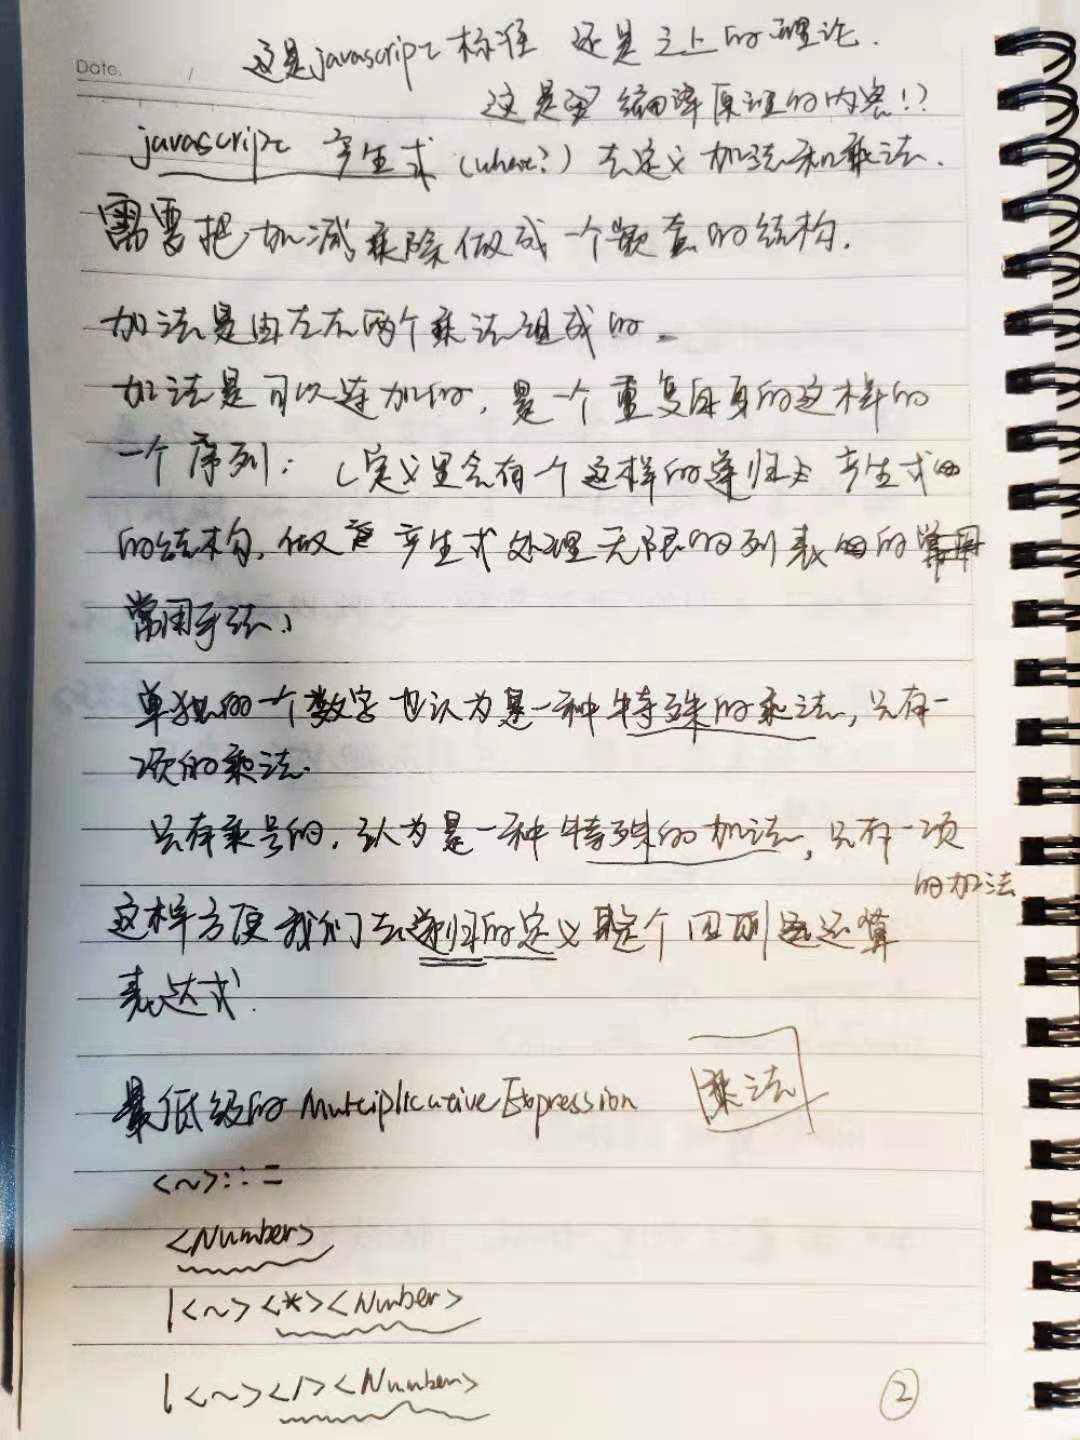 Date.
这是javascript标准 还是之上的理论.
这是 编译原理的内容!?
javascript 产生式 (what?) 去定义 加法和乘法.
需要把 加减乘除做成一个嵌套的结构.
加法是由左右两个乘法组成的.
加法是可以连加的, 是一个重复自身的这样的
一个序列: (定义里会有一个这样的递归 产生式
的结构, 做 产生式处理无限的列表 的
常用手法)
单独的一个数字也认为是一种特殊的乘法, 只有一
项的乘法.
只有乘号的, 认为是一种特殊的加法, 只有一项
的加法
这样方便我们去递归的定义整个四则运算
表达式.
最低级的 MultiplicativeExpression 乘法
<~>::=
<Number>
|<~><*><Number>
|<~></><Number>
2